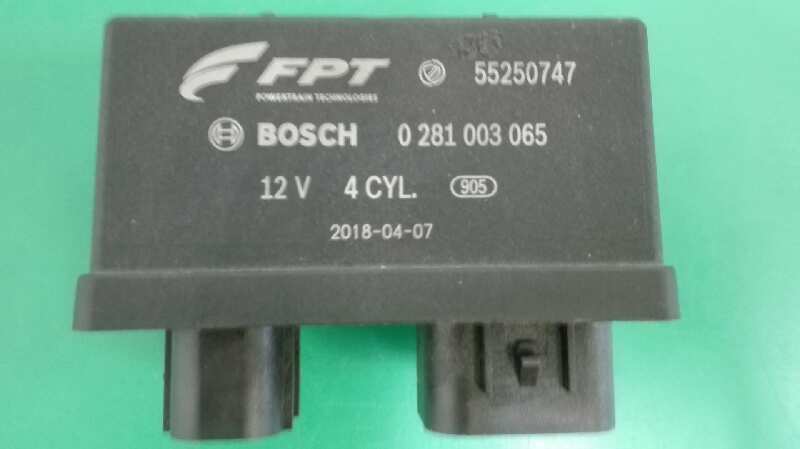 FPT 55250747
POWERTRAIN TECHNOLOGIES
BOSCH 0 281 003 065
12 V 4 CYL. 905
2018-04-07